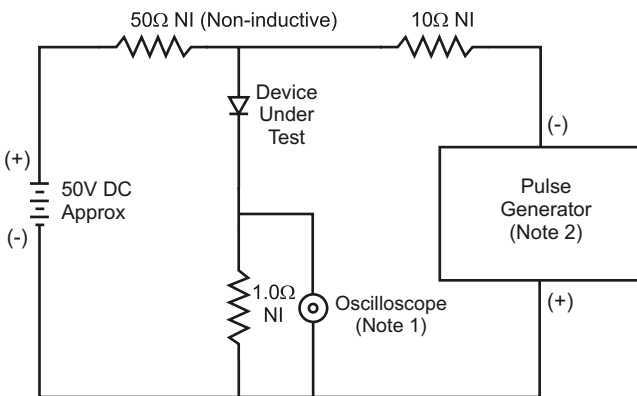 50Ω NI (Non-inductive)
10Ω NI
Device
Under
Test
(-)
(+)
50V DC
Approx
(-)
Pulse
Generator
(Note 2)
1.0Ω
NI
Oscilloscope
(Note 1)
(+)